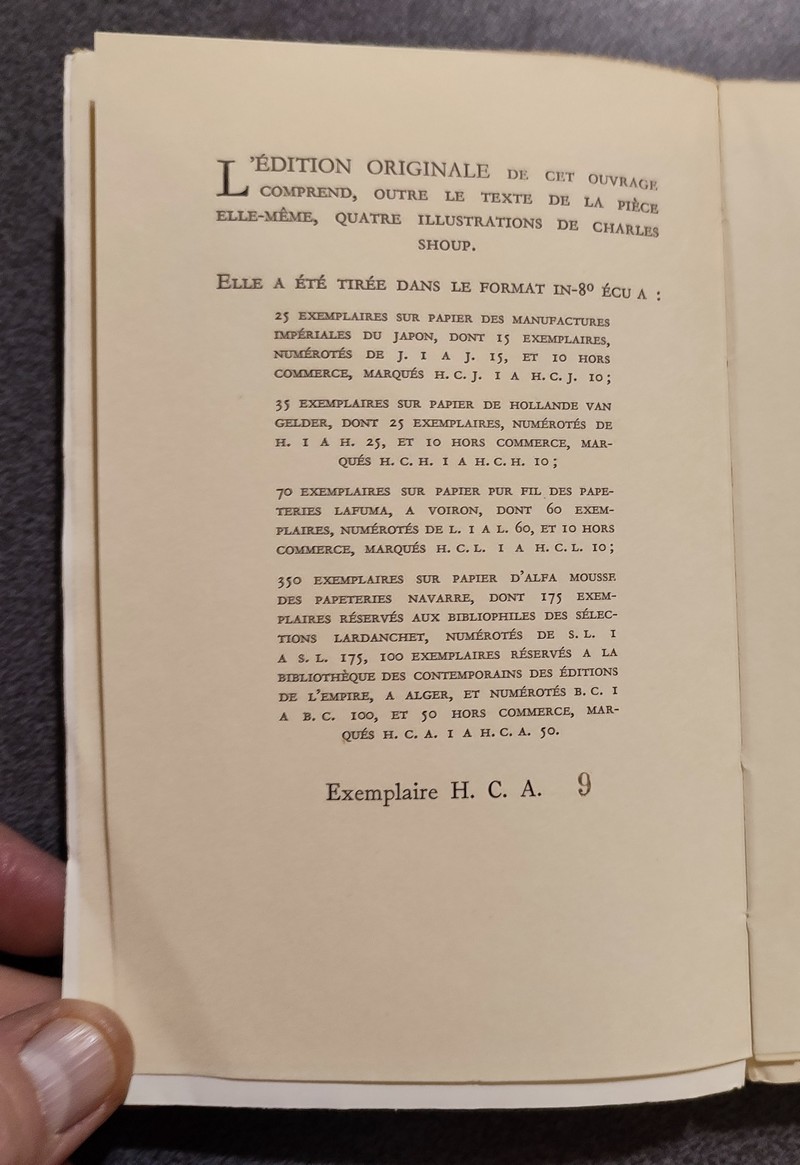 L'ÉDITION ORIGINALE DE CET OUVRAGE
COMPREND, OUTRE LE TEXTE DE LA PIÈCE
ELLE-MÊME, QUATRE ILLUSTRATIONS DE CHARLES
SHOUP.
ELLE A ÉTÉ TIRÉE DANS LE FORMAT IN-8º ÉCU A :
25 EXEMPLAIRES SUR PAPIER DES MANUFACTURES
IMPÉRIALES DU JAPON, DONT 15 EXEMPLAIRES,
NUMÉROTÉS DE J. 1 A J. 15, ET 10 HORS
COMMERCE, MARQUÉS H. C. J. 1 A H. C. J. 10 ;
35 EXEMPLAIRES SUR PAPIER DE HOLLANDE VAN
GELDER, DONT 25 EXEMPLAIRES, NUMÉROTÉS DE
H. 1 A H. 25, ET 10 HORS COMMERCE, MAR-
QUÉS H. C. H. 1 A H. C. H. 10 ;
70 EXEMPLAIRES SUR PAPIER PUR FIL DES PAPE-
TERIES LAFUMA, A VOIRON, DONT 60 EXEM-
PLAIRES, NUMÉROTÉS DE L. 1 A L. 60, ET 10 HORS
COMMERCE, MARQUÉS H. C. L. 1 A H. C. L. 10 ;
350 EXEMPLAIRES SUR PAPIER D'ALFA MOUSSE
DES PAPETERIES NAVARRE, DONT 175 EXEM-
PLAIRES RÉSERVÉS AUX BIBLIOPHILES DES SÉLEC-
TIONS LARDANCHET, NUMÉROTÉS DE S. L. 1
A S. L. 175, 100 EXEMPLAIRES RÉSERVÉS A LA
BIBLIOTHÈQUE DES CONTEMPORAINS DES ÉDITIONS
DE L'EMPIRE, A ALGER, ET NUMÉROTÉS B. C. 1
A B. C. 100, ET 50 HORS COMMERCE, MAR-
QUÉS H. C. A. 1 A H. C. A. 50.
Exemplaire H. C. A. 9